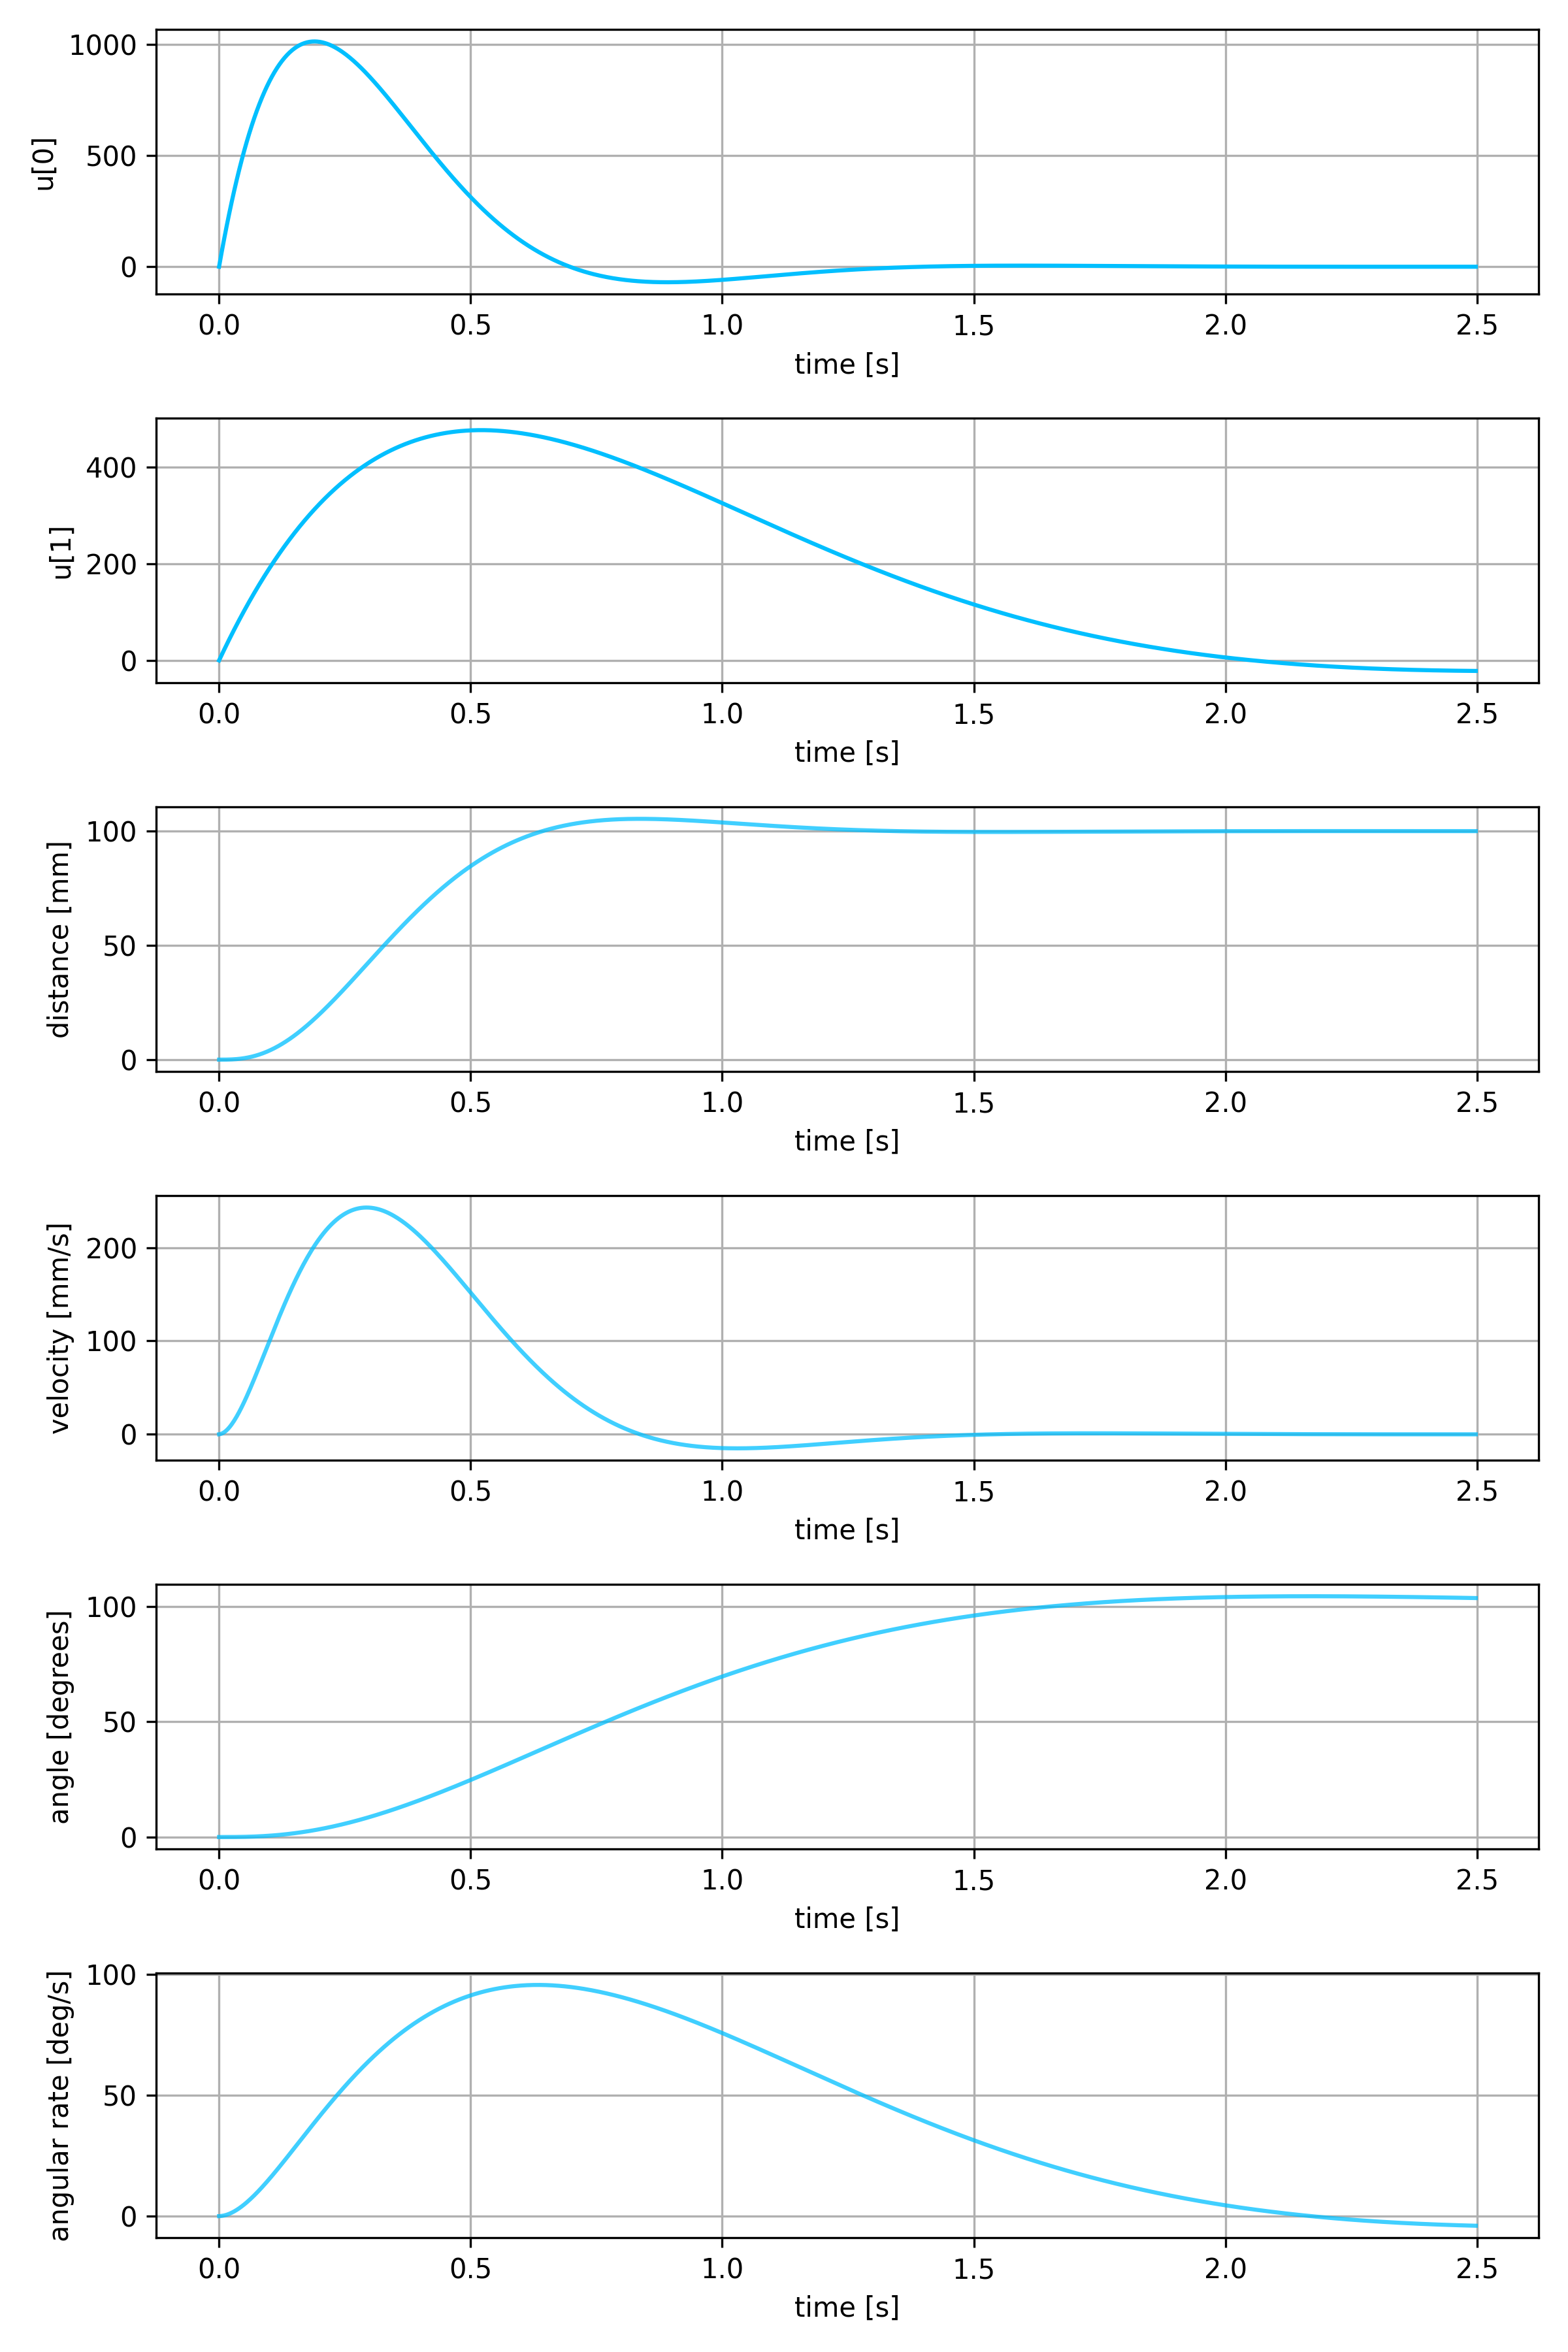 u[0]
1000
500
0
0.0 0.5 1.0 1.5 2.0 2.5
time [s]
u[1]
400
200
0
0.0 0.5 1.0 1.5 2.0 2.5
time [s]
distance [mm]
100
50
0
0.0 0.5 1.0 1.5 2.0 2.5
time [s]
velocity [mm/s]
200
100
0
0.0 0.5 1.0 1.5 2.0 2.5
time [s]
angle [degrees]
100
50
0
0.0 0.5 1.0 1.5 2.0 2.5
time [s]
angular rate [deg/s]
100
50
0
0.0 0.5 1.0 1.5 2.0 2.5
time [s]